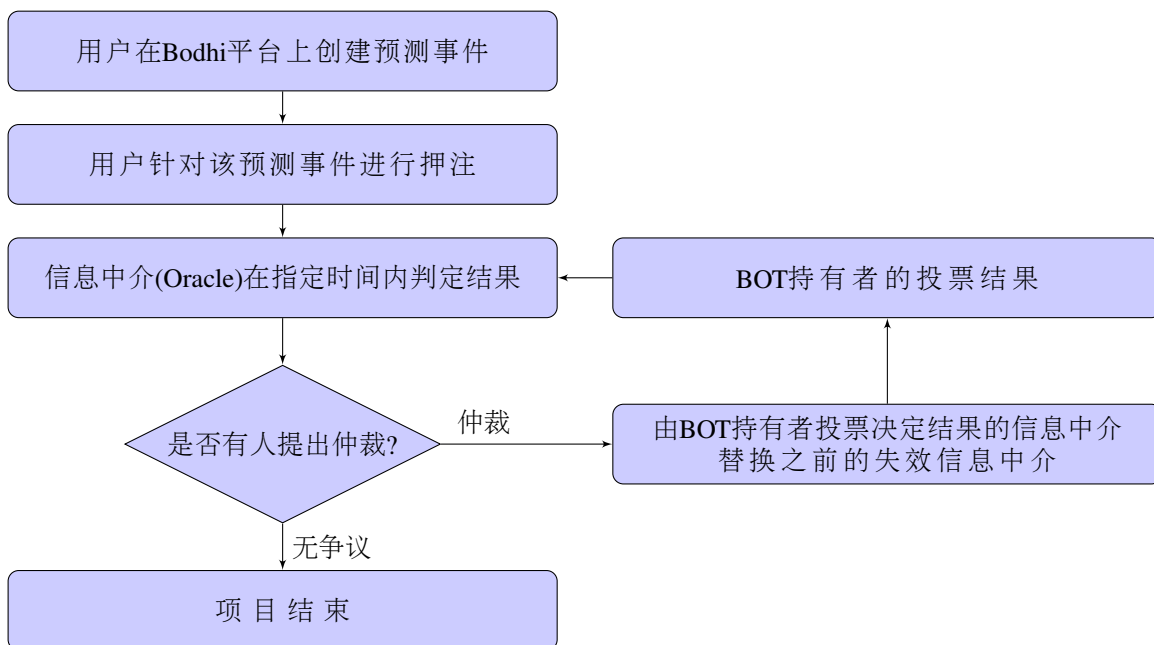 用户在Bodhi平台上创建预测事件
用户针对该预测事件进行押注
信息中介(Oracle)在指定时间内判定结果
BOT持有者的投票结果
是否有人提出仲裁?
仲裁
由BOT持有者投票决定结果的信息中介
替换之前的失效信息中介
无争议
项目结束